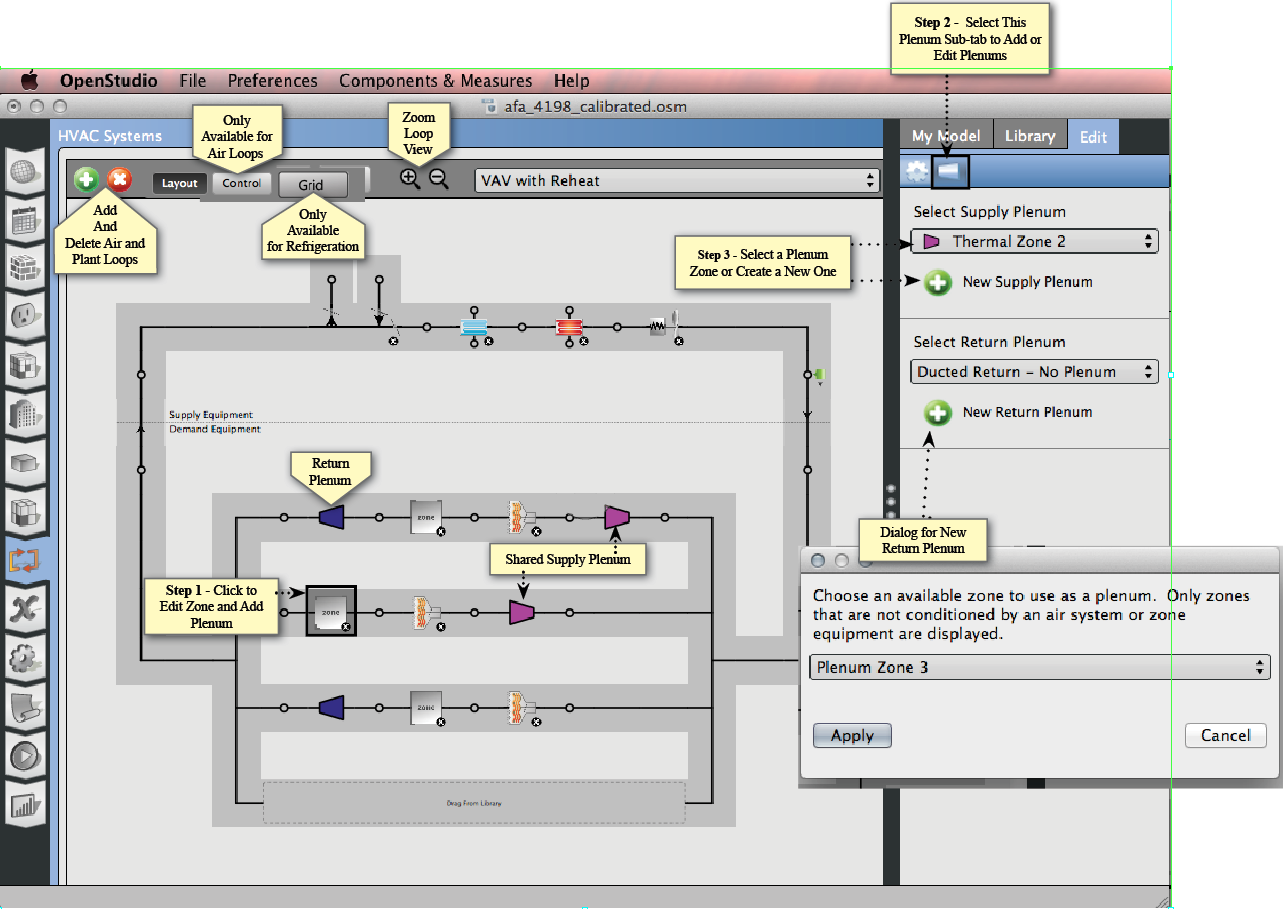 Step 2 - Select This
Plenum Sub-tab to Add or
Edit Plenums
OpenStudio File Preferences Components & Measures Help
afa_4198_calibrated.osm
HVAC Systems
Only
Available for
Air Loops
Zoom
Loop
View
My Model Library Edit
Layout Control Grid
VAV with Reheat
Add
And
Delete Air and
Plant Loops
Only
Available
for Refrigeration
Select Supply Plenum
Thermal Zone 2
Step 3 - Select a Plenum
Zone or Create a New One
New Supply Plenum
Select Return Plenum
Ducted Return - No Plenum
New Return Plenum
Supply Equipment
Demand Equipment
Return
Plenum
zone
Shared Supply Plenum
Dialog for New
Return Plenum
Step 1 - Click to
Edit Zone and Add
Plenum
zone
Choose an available zone to use as a plenum. Only zones
that are not conditioned by an air system or zone
equipment are displayed.
Plenum Zone 3
zone
Apply Cancel
Drag From Library